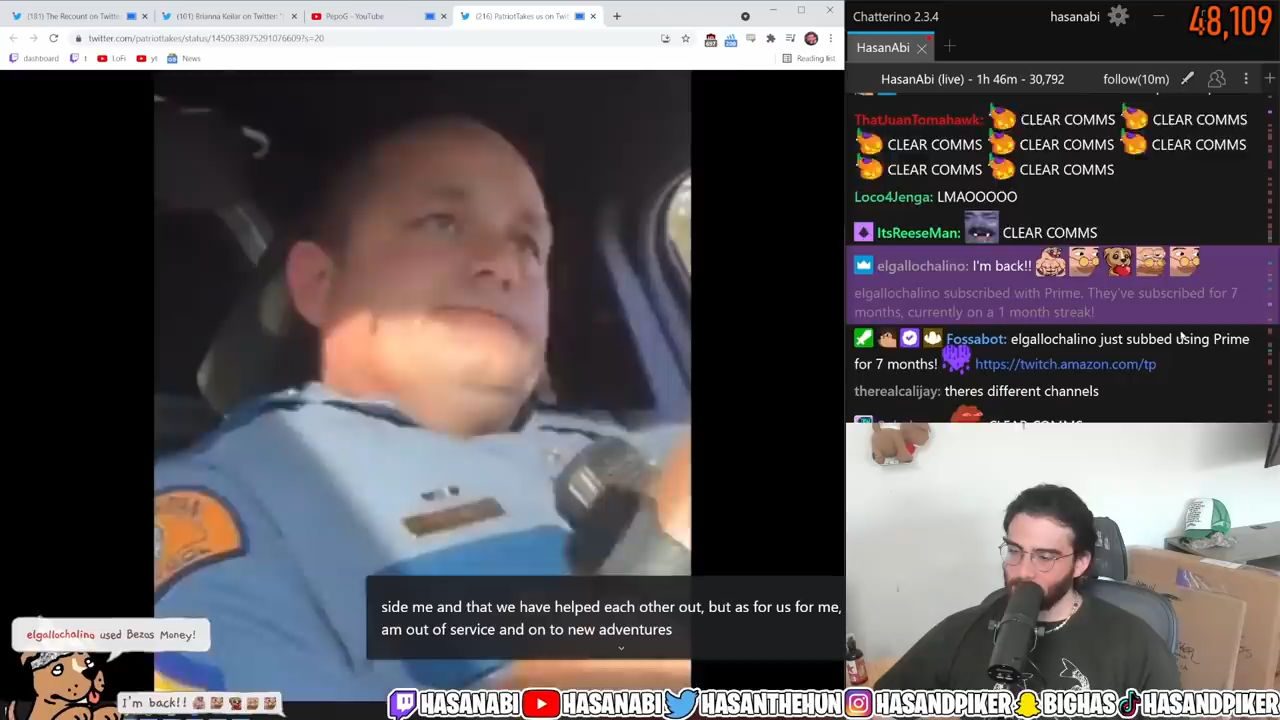 (181) The Recount on Twitte
(101) Brianna Keilar on Twitter: "
PepoG - YouTube
(216) PatriotTakes us on Twit
twitter.com/patriottakes/status/1450538975291076609?s=20
dashboard
t
LoFi
yt
News
Reading list
side me and that we have helped each other out, but as for us for me,
am out of service and on to new adventures
elgallochalino used Bezos Money!
I'm back!!
Chatterino 2.3.4
hasanabi
48,109
HasanAbi
HasanAbi (live) - 1h 46m - 30,792
follow(10m)
ThatJuanTomahawk: CLEAR COMMS CLEAR COMMS
CLEAR COMMS CLEAR COMMS CLEAR COMMS
CLEAR COMMS CLEAR COMMS
Loco4Jenga: LMAOOOOO
ItsReeseMan: CLEAR COMMS
elgallochalino: I'm back!!
elgallochalino subscribed with Prime. They've subscribed for 7
months, currently on a 1 month streak!
Fossabot: elgallochalino just subbed using Prime
for 7 months! https://twitch.amazon.com/tp
therealcalijay: theres different channels
CLEAR COMMS
HASANABI HASANABI HASANTHEHUN HASANDPIKER BIGHAS HASANDPIKER